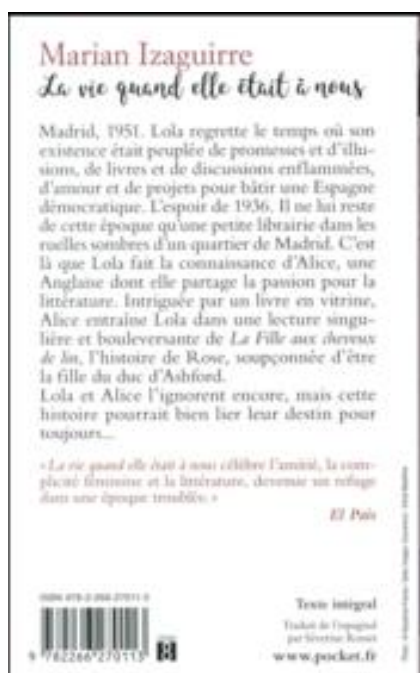 Marian Izaguirre
La vie quand elle était à nous
Madrid, 1951. Lola regrette le temps où son
existence était peuplée de promesses et d'illu-
sions, de livres et de discussions enflammées,
d'amour et de projets pour bâtir une Espagne
démocratique. L'espoir de 1936. Il ne lui reste
de cette époque qu'une petite librairie dans les
ruelles sombres d'un quartier de Madrid. C'est
là que Lola fait la connaissance d'Alice, une
Anglaise dont elle partage la passion pour la
littérature. Intriguée par un livre en vitrine,
Alice entraîne Lola dans une lecture singu-
lière et bouleversante de La Fille aux cheveux
de lin, l'histoire de Rose, soupçonnée d'être
la fille du duc d'Ashford.
Lola et Alice l'ignorent encore, mais cette
histoire pourrait bien lier leur destin pour
toujours...
« La vie quand elle était à nous célèbre l'amitié, la com-
plicité féminine et la littérature, devenue un refuge
dans une époque troublée. »
El País
ISBN 978-2-266-27011-3
Texte intégral
Traduit de l'espagnol
par Séverine Rosset
www.pocket.fr
9 782266 270113